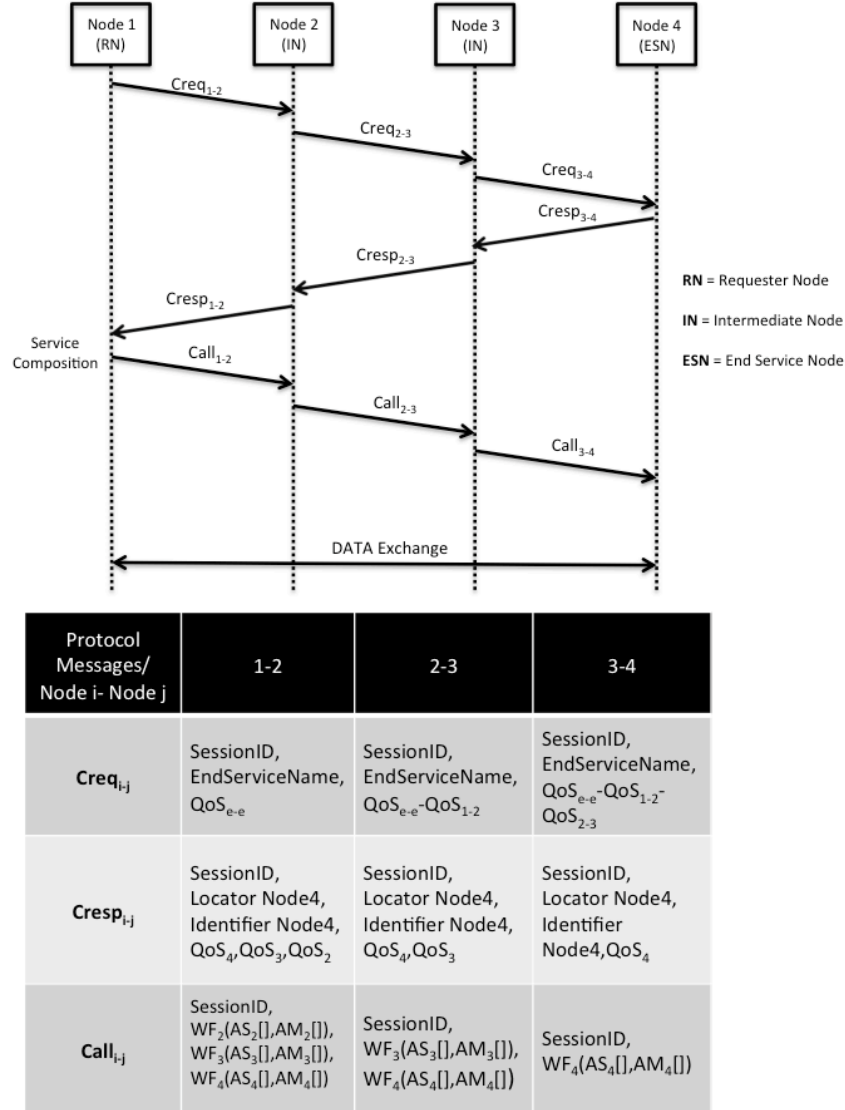 Node 1
(RN)
Node 2
(IN)
Node 3
(IN)
Node 4
(ESN)
Creq1-2
Creq2-3
Creq3-4
Cresp3-4
Cresp2-3
Cresp1-2
RN = Requester Node
IN = Intermediate Node
ESN = End Service Node
Service
Composition
Call1-2
Call2-3
Call3-4
DATA Exchange
Protocol
Messages/
Node i- Node j
1-2
2-3
3-4
Creqi-j
SessionID,
EndServiceName,
QoSe-e
SessionID,
EndServiceName,
QoSe-e-QoS1-2
SessionID,
EndServiceName,
QoSe-e-QoS1-2-
QoS2-3
Crespi-j
SessionID,
Locator Node4,
Identifier Node4,
QoS4,QoS3,QoS2
SessionID,
Locator Node4,
Identifier Node4,
QoS4,QoS3
SessionID,
Locator Node4,
Identifier
Node4,QoS4
Calli-j
SessionID,
WF2(AS2[],AM2[]),
WF3(AS3[],AM3[]),
WF4(AS4[],AM4[])
SessionID,
WF3(AS3[],AM3[]),
WF4(AS4[],AM4[])
SessionID,
WF4(AS4[],AM4[])